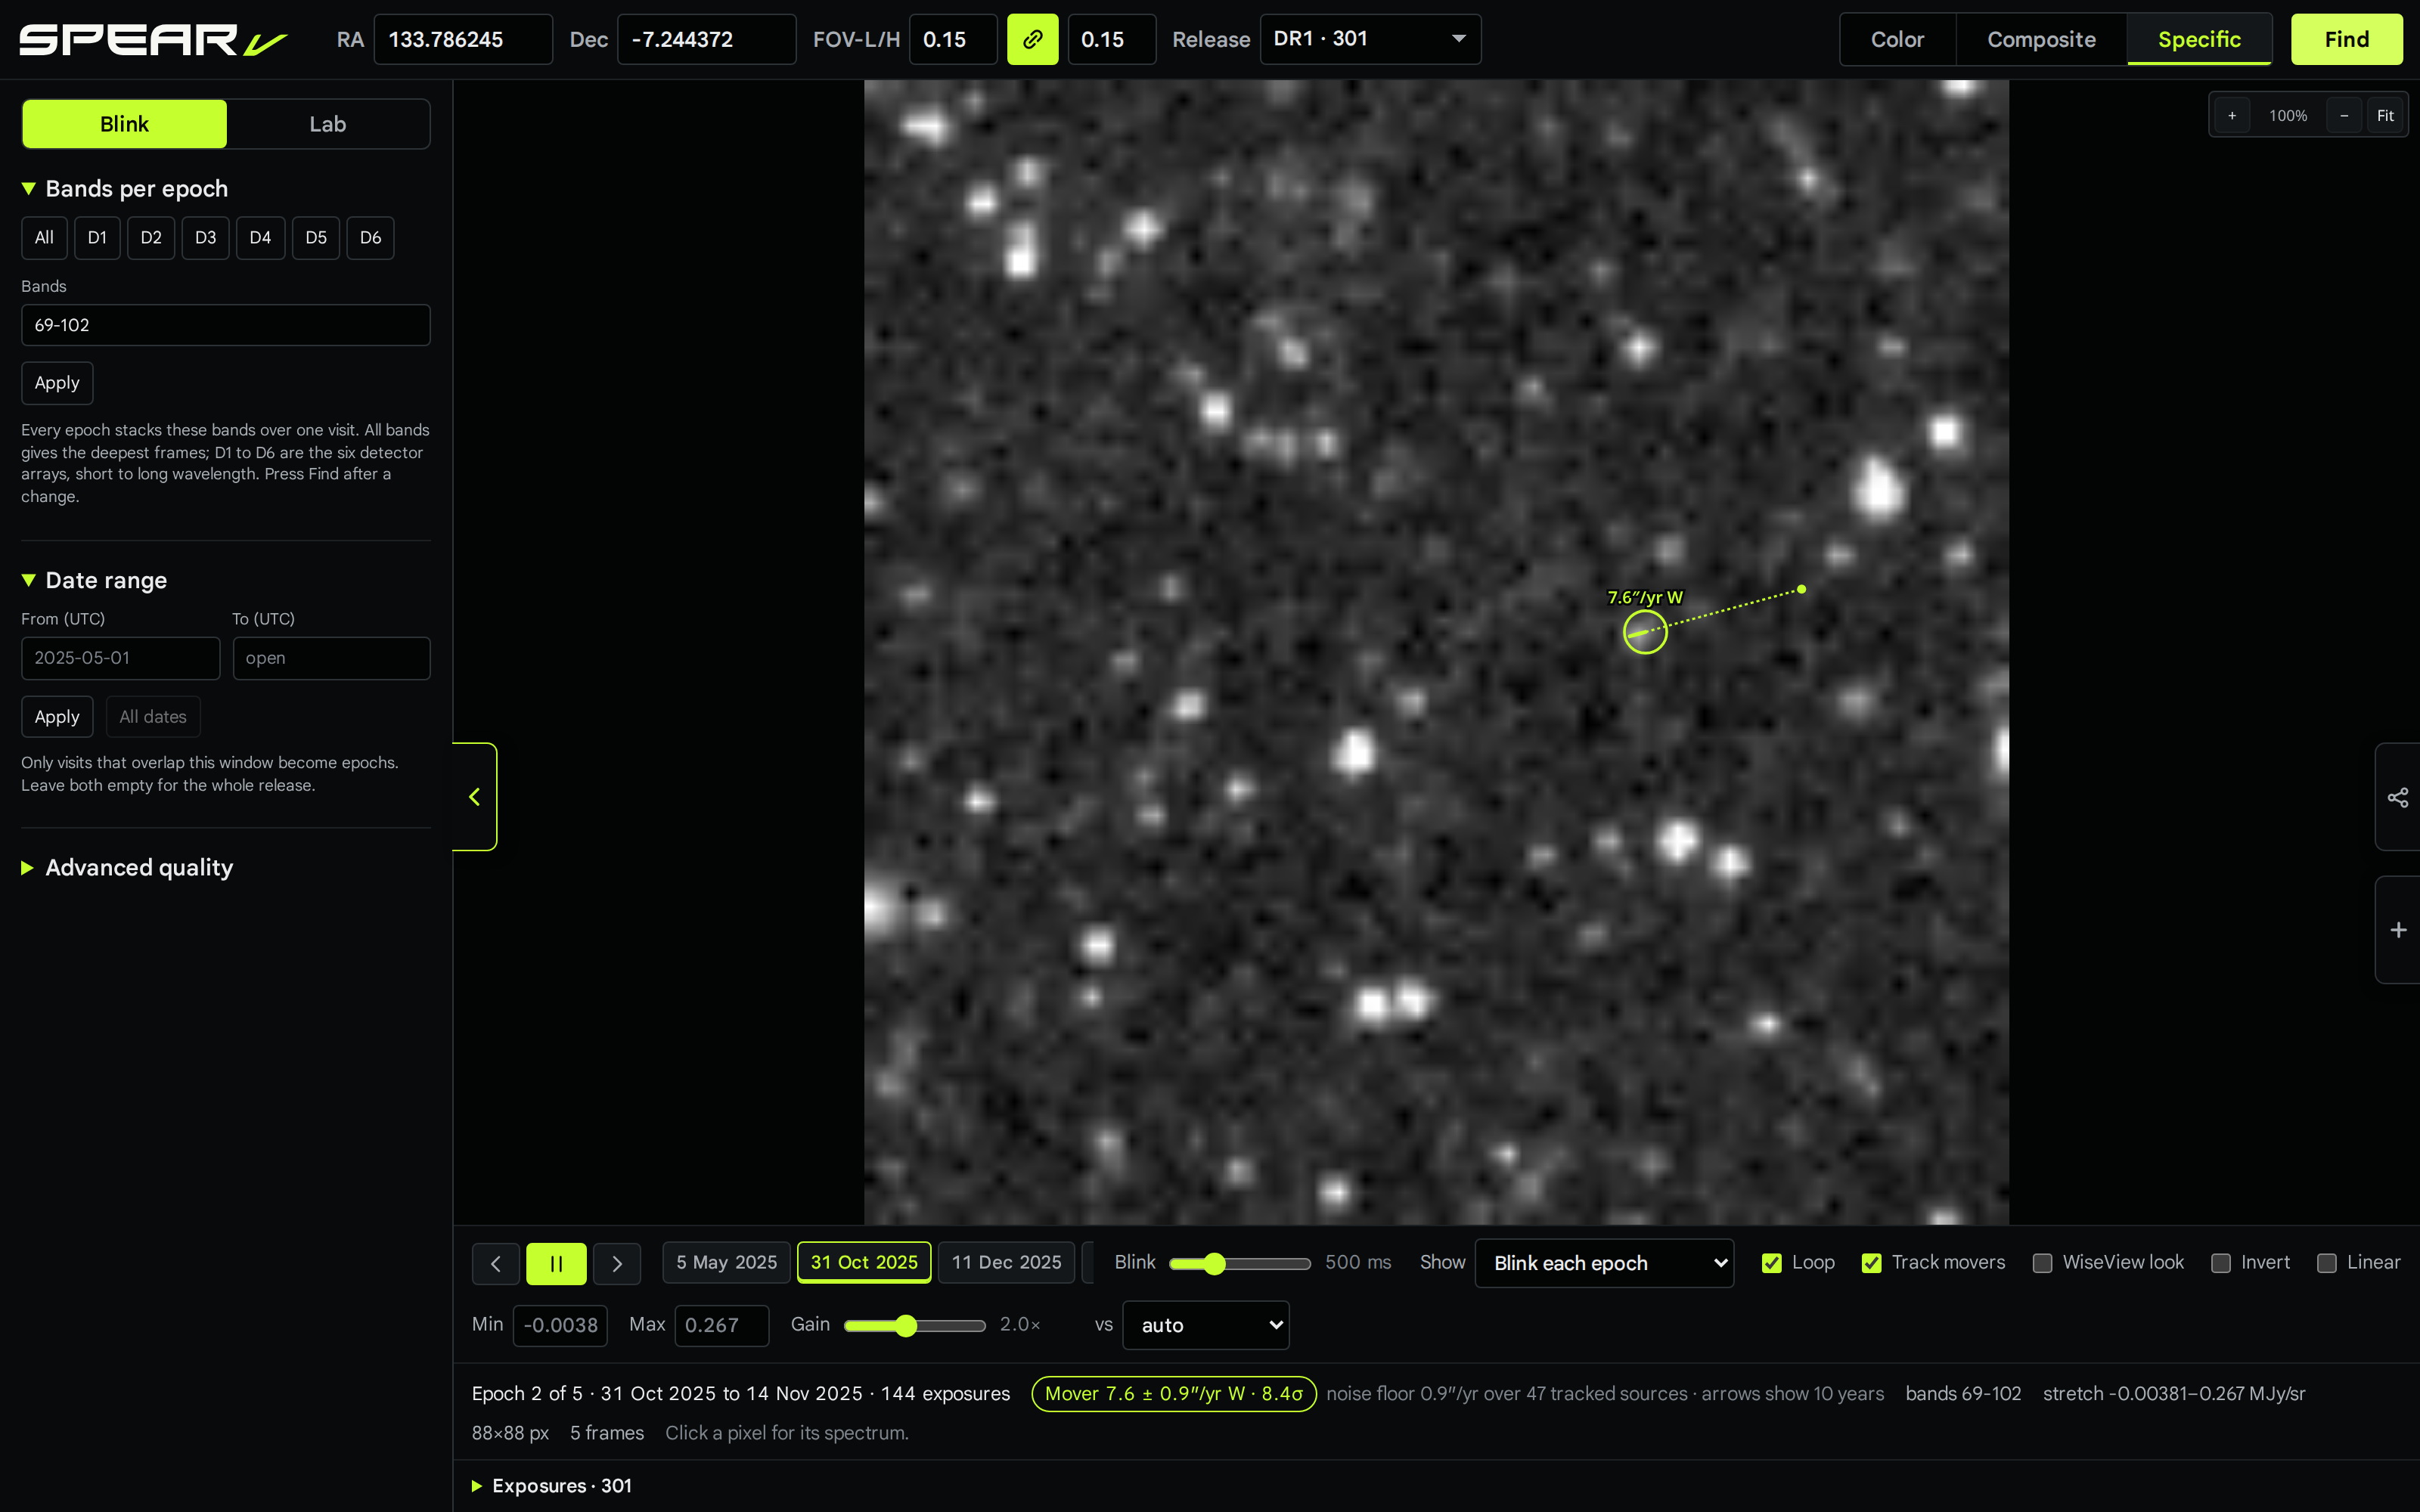 SPEAR
RA 133.786245 Dec -7.244372 FOV-L/H 0.15 0.15 Release DR1 · 301 Color Composite Specific Find
Blink Lab
+ 100% − Fit
Bands per epoch
All D1 D2 D3 D4 D5 D6
Bands
69-102
Apply
Every epoch stacks these bands over one visit. All bands
gives the deepest frames; D1 to D6 are the six detector
arrays, short to long wavelength. Press Find after a
change.
Date range
From (UTC) To (UTC)
2025-05-01 open
Apply All dates
Only visits that overlap this window become epochs.
Leave both empty for the whole release.
Advanced quality
7.6″/yr W
5 May 2025 31 Oct 2025 11 Dec 2025 Blink 500 ms Show Blink each epoch Loop Track movers WiseView look Invert Linear
Min -0.0038 Max 0.267 Gain 2.0× vs auto
Epoch 2 of 5 · 31 Oct 2025 to 14 Nov 2025 · 144 exposures Mover 7.6 ± 0.9″/yr W · 8.4σ noise floor 0.9″/yr over 47 tracked sources · arrows show 10 years bands 69-102 stretch -0.00381–0.267 MJy/sr
88×88 px 5 frames Click a pixel for its spectrum.
Exposures · 301